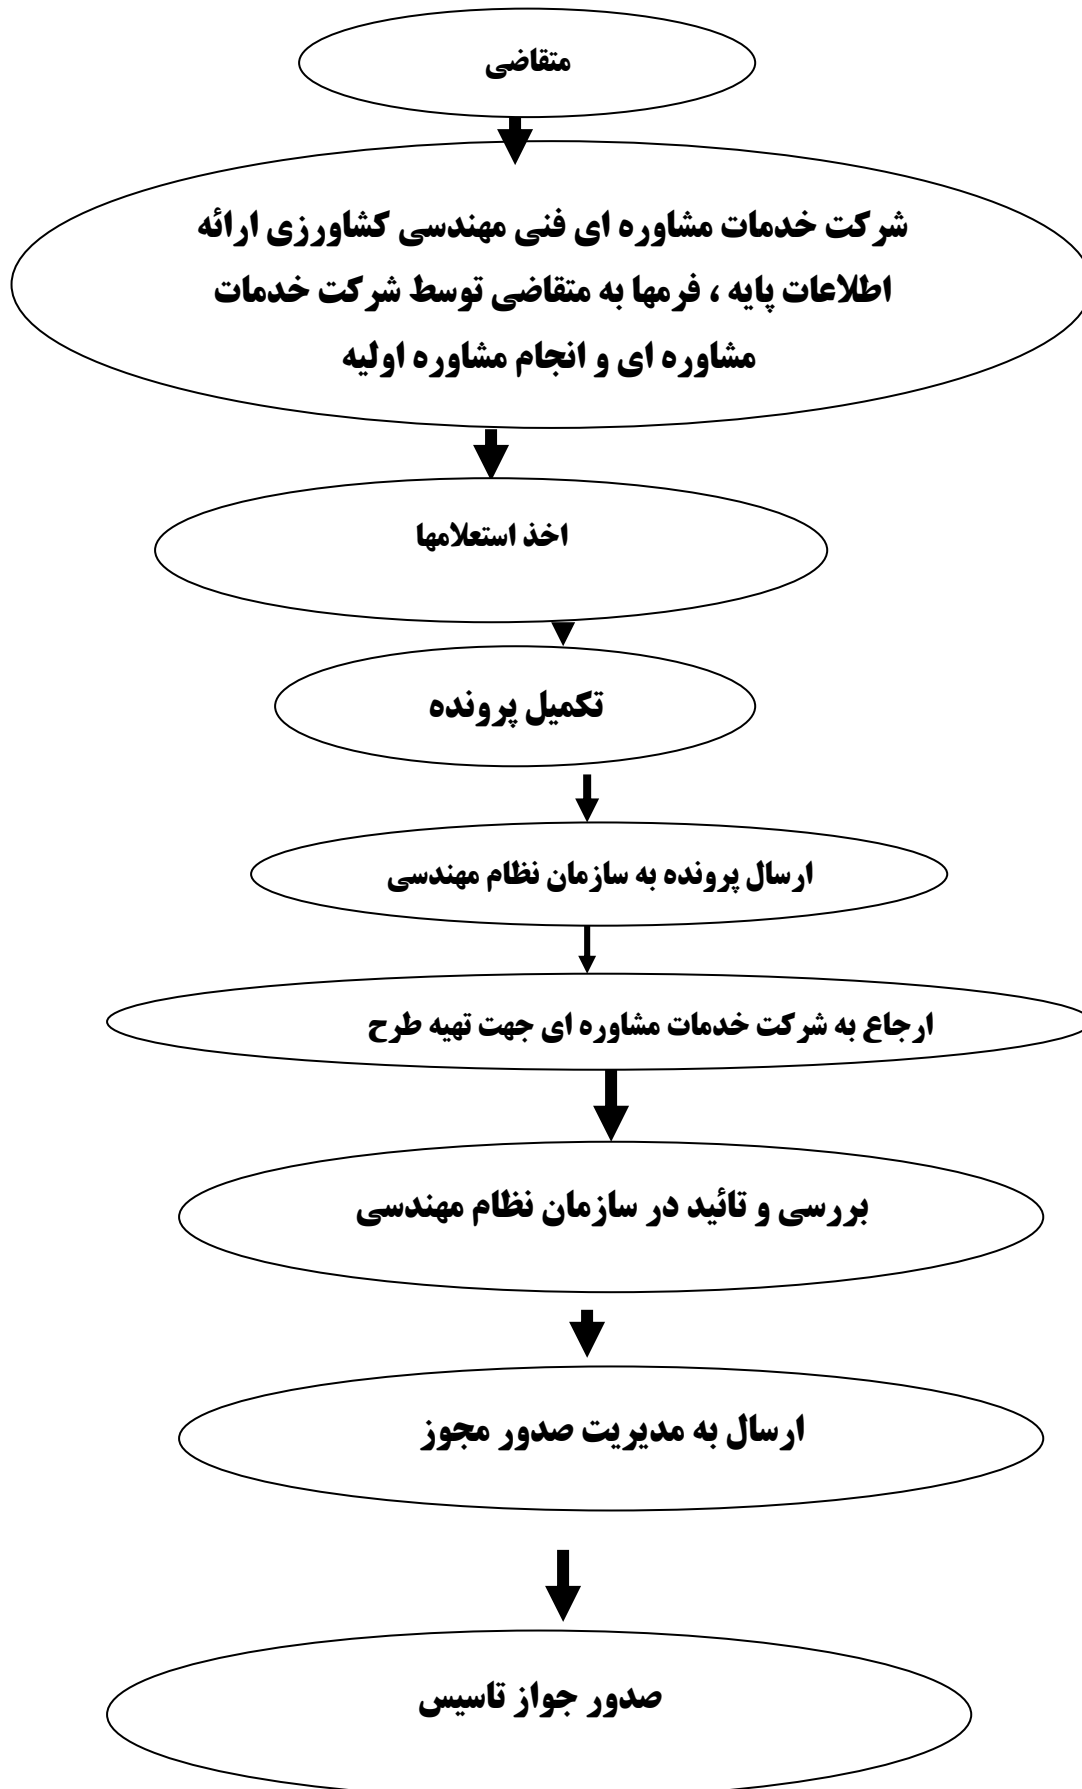 متقاضی
شرکت خدمات مشاوره ای فنی مهندسی کشاورزی ارائه
اطلاعات پایه ، فرمها به متقاضی توسط شرکت خدمات
مشاوره ای و انجام مشاوره اولیه
اخذ استعلامها
تکمیل پرونده
ارسال پرونده به سازمان نظام مهندسی
ارجاع به شرکت خدمات مشاوره ای جهت تهیه طرح
بررسی و تائید در سازمان نظام مهندسی
ارسال به مدیریت صدور مجوز
صدور جواز تاسیس